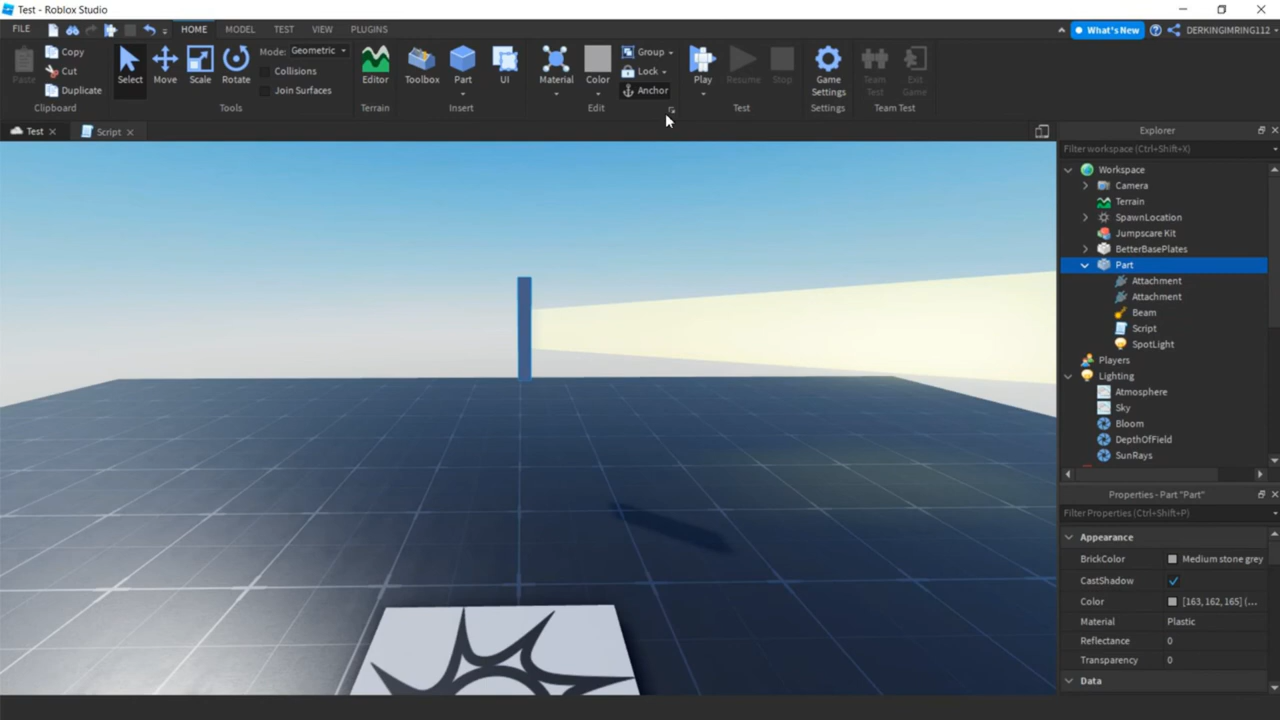 Test - Roblox Studio
FILE HOME MODEL TEST VIEW PLUGINS What's New DERKINGIMRING112
Paste Copy Cut Duplicate Clipboard
Select Move Scale Rotate Mode: Geometric Collisions Join Surfaces Tools
Editor Terrain
Toolbox Part UI Insert
Material Color Group Lock Anchor Edit
Play Resume Stop Test
Game Settings Settings
Team Test Exit Game Team Test
Test Script
Explorer
Filter workspace (Ctrl+Shift+X)
Workspace
Camera
Terrain
SpawnLocation
Jumpscare Kit
BetterBasePlates
Part
Attachment
Attachment
Beam
Script
SpotLight
Players
Lighting
Atmosphere
Sky
Bloom
DepthOfField
SunRays
Properties - Part "Part"
Filter Properties (Ctrl+Shift+P)
Appearance
BrickColor Medium stone grey
CastShadow
Color [163, 162, 165] (...
Material Plastic
Reflectance 0
Transparency 0
Data